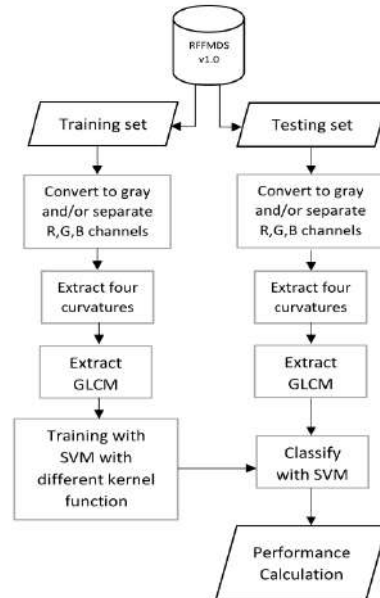 RFFMDS
v1.0
Training set
Testing set
Convert to gray
and/or separate
R,G,B channels
Convert to gray
and/or separate
R,G,B channels
Extract four
curvatures
Extract four
curvatures
Extract
GLCM
Extract
GLCM
Training with
SVM with
different kernel
function
Classify
with SVM
Performance
Calculation